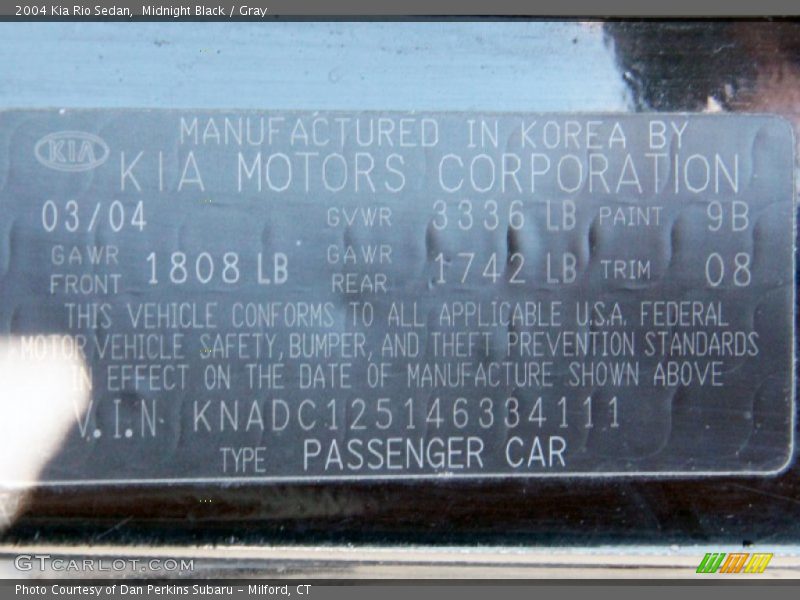 2004 Kia Rio Sedan,  Midnight Black / Gray
MANUFACTURED IN KOREA BY
KIA KIA MOTORS CORPORATION
03/04 GVWR 3336 LB PAINT 9B
GAWR FRONT 1808 LB GAWR REAR 1742 LB TRIM 08
THIS VEHICLE CONFORMS TO ALL APPLICABLE U.S.A. FEDERAL
MOTOR VEHICLE SAFETY, BUMPER, AND THEFT PREVENTION STANDARDS
IN EFFECT ON THE DATE OF MANUFACTURE SHOWN ABOVE
V.I.N KNADC125146334111
TYPE PASSENGER CAR
GTcarlot.com
Photo Courtesy of Dan Perkins Subaru - Milford, CT